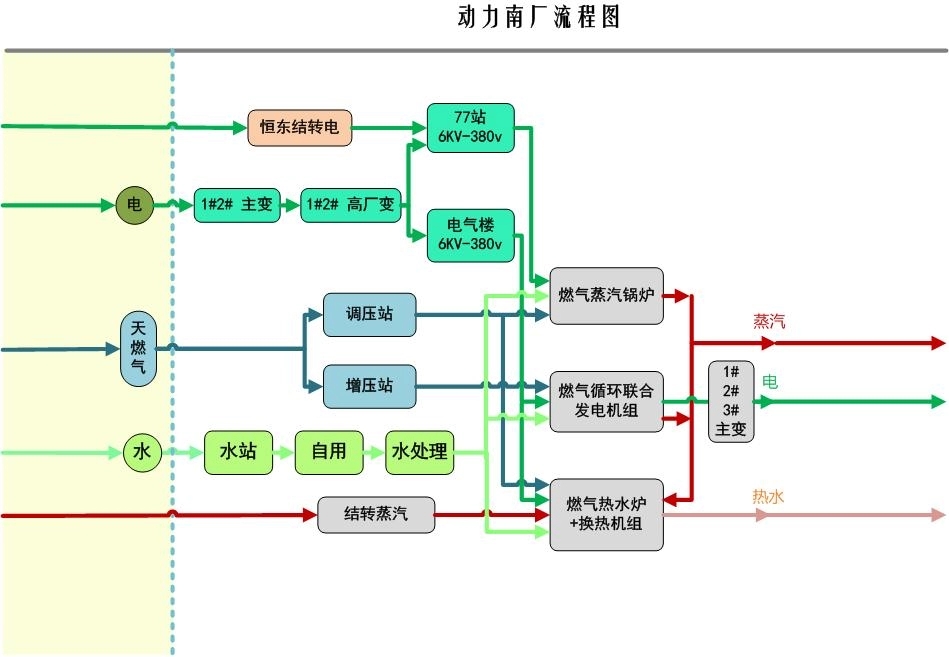 动力南厂流程图
恒东结转电
77站
6KV-380v
电
1#2# 主变
1#2# 高厂变
电气楼
6KV-380v
燃气蒸汽锅炉
天
燃
气
调压站
蒸汽
增压站
燃气循环联合
发电机组
1#
2#
3#
主变
电
水
水站
自用
水处理
燃气热水炉
+换热机组
热水
结转蒸汽